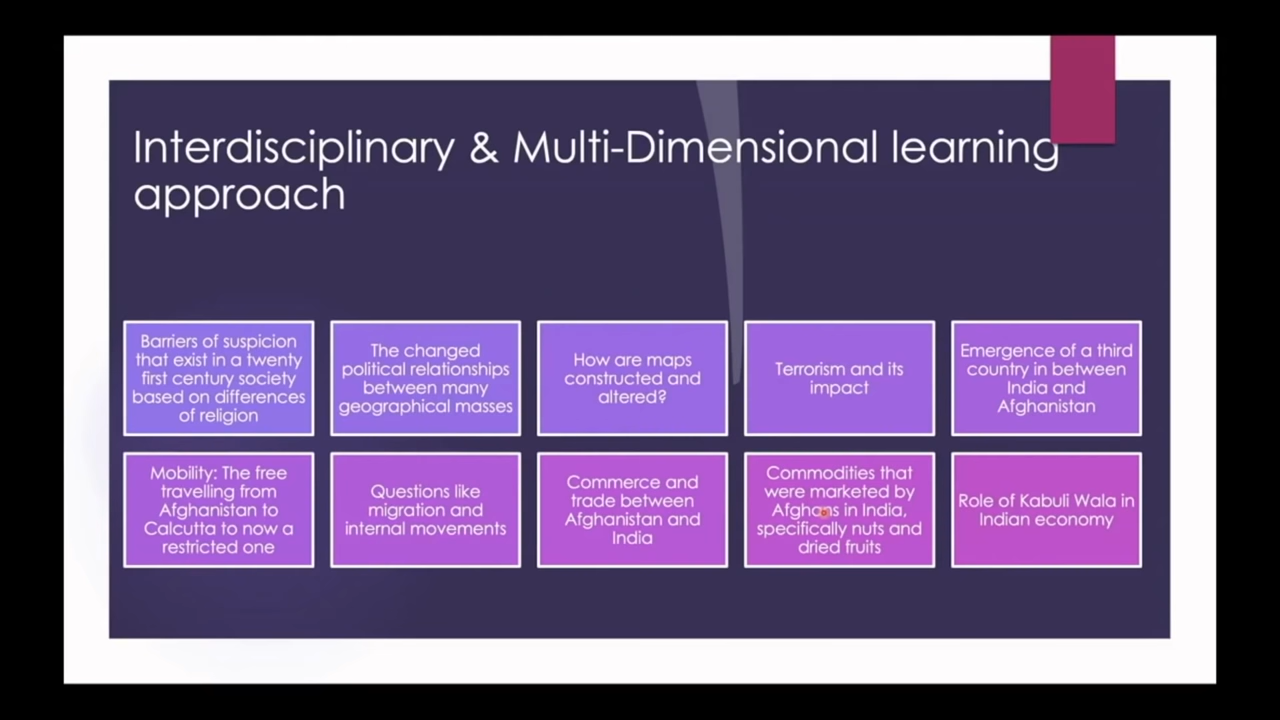 Interdisciplinary & Multi-Dimensional learning
approach
Barriers of suspicion
that exist in a twenty
first century society
based on differences
of religion
The changed
political relationships
between many
geographical masses
How are maps
constructed and
altered?
Terrorism and its
impact
Emergence of a third
country in between
India and
Afghanistan
Mobility: The free
travelling from
Afghanistan to
Calcutta to now a
restricted one
Questions like
migration and
internal movements
Commerce and
trade between
Afghanistan and
India
Commodities that
were marketed by
Afghans in India,
specifically nuts and
dried fruits
Role of Kabuli Wala in
Indian economy